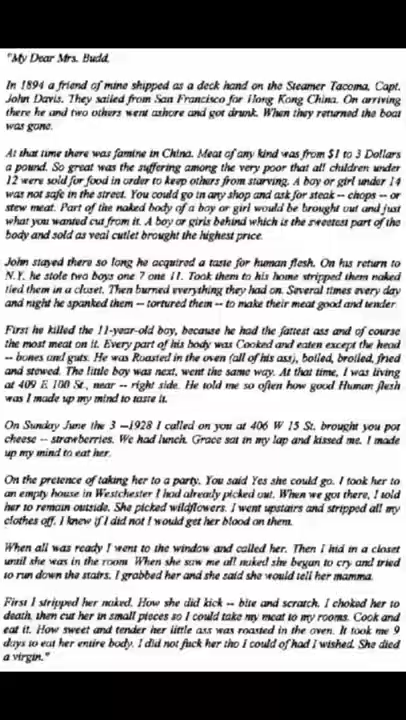 "My Dear Mrs. Budd.
In 1894 a friend of mine shipped as a deck hand on the Steamer Tacoma, Capt.
John Davis. They sailed from San Francisco for Hong Kong China. On arriving
there he and two others went ashore and got drunk. When they returned the boat
was gone.
At that time there was famine in China. Meat of any kind was from $1 to 3 Dollars
a pound. So great was the suffering among the very poor that all children under
12 were sold for food in order to keep others from starving. A boy or girl under 14
was not safe in the street. You could go in any shop and ask for steak -- chops -- or
stew meat. Part of the naked body of a boy or girl would be brought out and just
what you wanted cut from it. A boy or girls behind which is the sweetest part of the
body and sold as veal cutlet brought the highest price.
John stayed there so long he acquired a taste for human flesh. On his return to
N.Y. he stole two boys one 7 one 11. Took them to his home stripped them naked
tied them in a closet. Then burned everything they had on. Several times every day
and night he spanked them -- tortured them -- to make their meat good and tender.
First he killed the 11-year-old boy, because he had the fattest ass and of course
the most meat on it. Every part of his body was Cooked and eaten except the head
-- bones and guts. He was Roasted in the oven (all of his ass), boiled, broiled, fried
and stewed. The little boy was next, went the same way. At that time, I was living
at 409 E 100 St., near -- right side. He told me so often how good Human flesh
was I made up my mind to taste it.
On Sunday June the 3 --1928 I called on you at 406 W 15 St. brought you pot
cheese -- strawberries. We had lunch. Grace sat in my lap and kissed me. I made
up my mind to eat her.
On the pretense of taking her to a party. You said Yes she could go. I took her to
an empty house in Westchester I had already picked out. When we got there, I told
her to remain outside. She picked wildflowers. I went upstairs and stripped all my
clothes off. I knew if I did not I would get her blood on them.
When all was ready I went to the window and called her. Then I hid in a closet
until she was in the room. When she saw me all naked she began to cry and tried
to run down the stairs. I grabbed her and she said she would tell her mamma.
First I stripped her naked. How she did kick -- bite and scratch. I choked her to
death, then cut her in small pieces so I could take my meat to my rooms. Cook and
eat it. How sweet and tender her little ass was roasted in the oven. It took me 9
days to eat her entire body. I did not fuck her tho I could of had I wished. She died
a virgin."